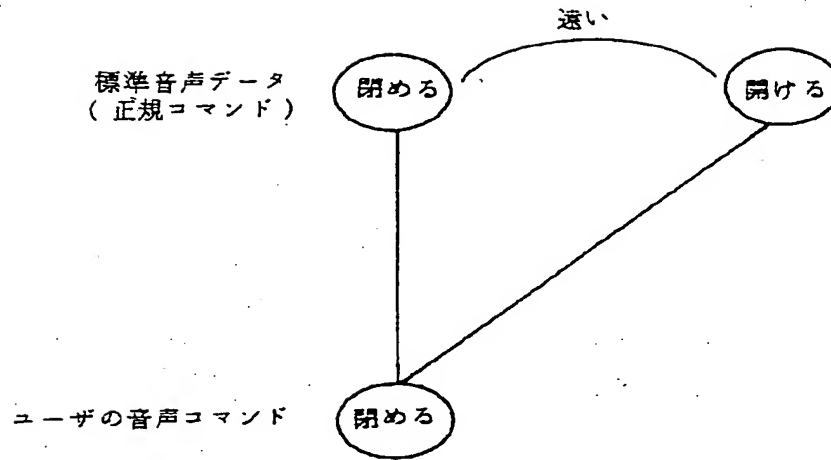 遠い
標準音声データ
(正規コマンド)
閉める
開ける
ユーザの音声コマンド
閉める